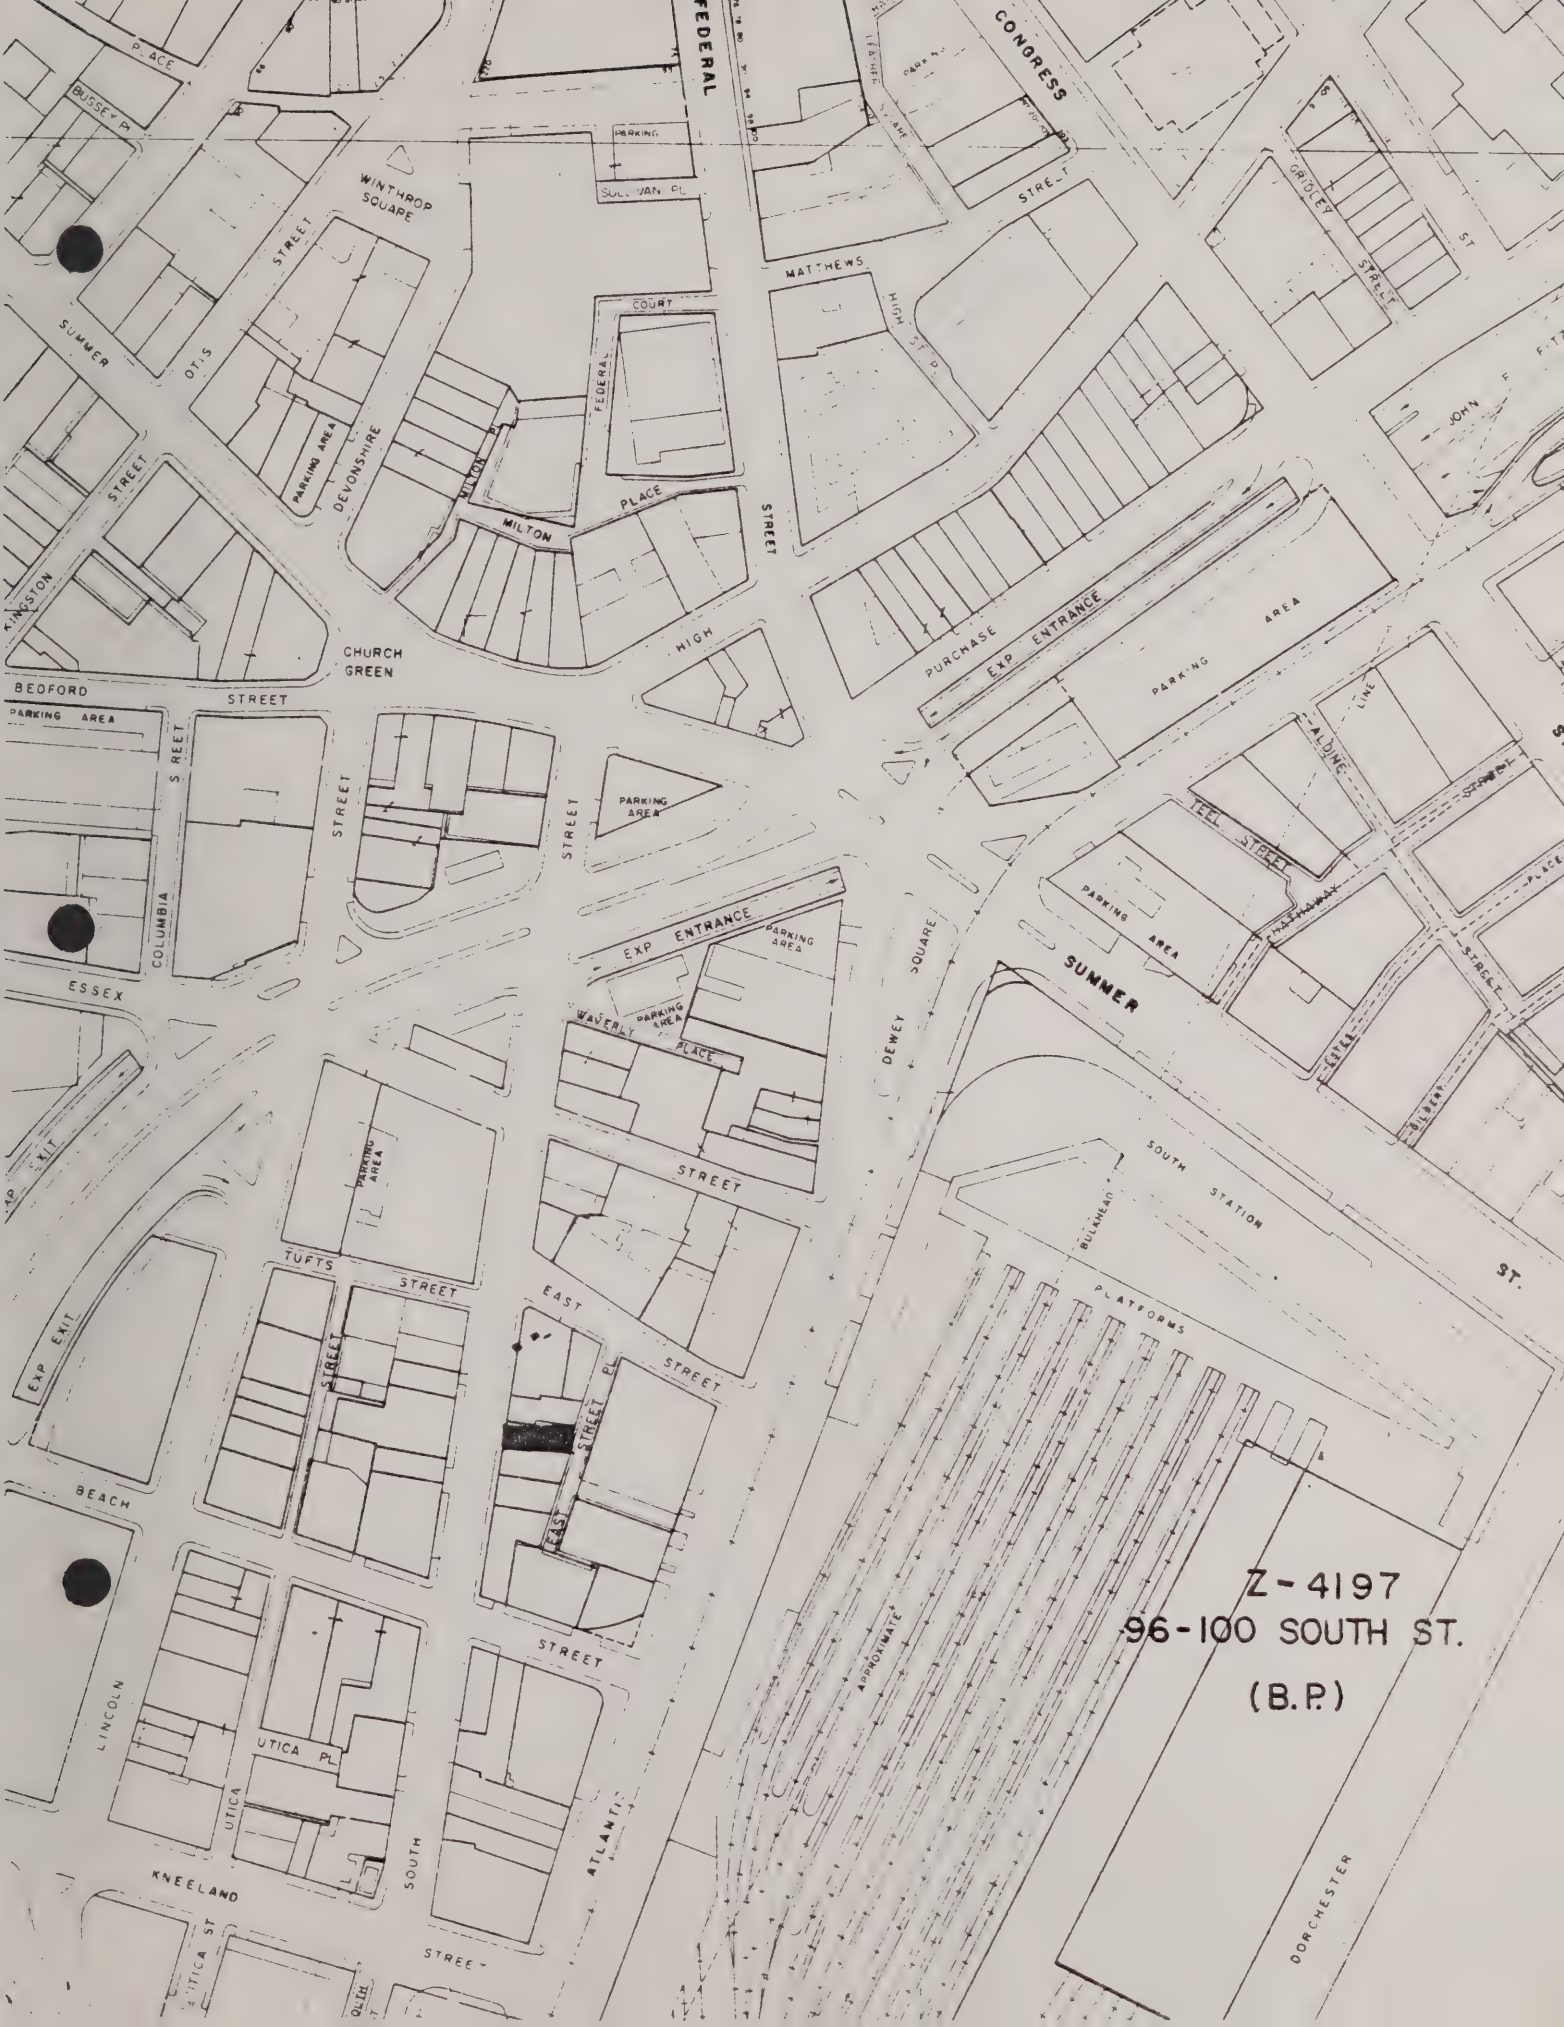 FEDERAL
CONGRESS
PLACE
BUSSEY PL
PARKING
SULLIVAN PL
WINTHROP
SQUARE
STREET
GRIDLEY
STREET
ST
STREET
MATTHEWS
COURT
HIGH
ST PL
SUMMER
OTIS
FEDERAL
JOHN F
PARKING AREA
DEVONSHIRE
MILTON PL
STREET
PLACE
MILTON
STREET
KINGSTON
HIGH
PURCHASE
EXP ENTRANCE
AREA
PARKING
CHURCH
GREEN
BEDFORD
STREET
PARKING AREA
STREET
STREET
STREET
PARKING
AREA
LINE
ALDINE
STREET
TEEL STREET
PLACE
PARKING
AREA
HATHAWAY
STREET
COLUMBIA
EXP ENTRANCE
PARKING
AREA
SQUARE
SUMMER
ESSEX
WAVERLY
PARKING
AREA
PLACE
DEWEY
EXIT
PARKING
AREA
STREET
SOUTH
STATION
BULKHEAD
TUFTS
STREET
EAST
STREET
ST.
PLATFORMS
EXP EXIT
STREET
STREET PL
EAST
BEACH
Z-4197
96-100 SOUTH ST.
(B.P.)
STREET
APPROXIMATE
LINCOLN
UTICA PL
UTICA
SOUTH
KNEELAND
DORCHESTER
UTICA ST